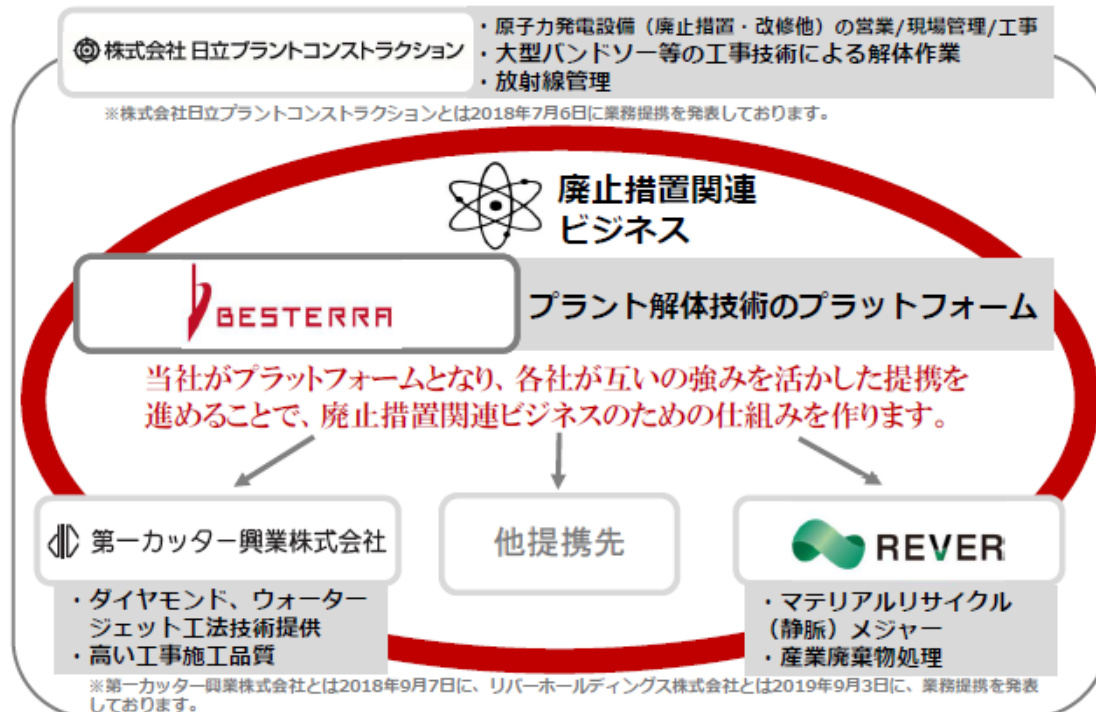 株式会社 日立プラントコンストラクション
・原子力発電設備（廃止措置・改修他）の営業/現場管理/工事
・大型バンドソー等の工事技術による解体作業
・放射線管理
※株式会社日立プラントコンストラクションとは2018年7月6日に業務提携を発表しております。
廃止措置関連
ビジネス
BESTERRA
プラント解体技術のプラットフォーム
当社がプラットフォームとなり、各社が互いの強みを活かした提携を
進めることで、廃止措置関連ビジネスのための仕組みを作ります。
第一カッター興業株式会社
・ダイヤモンド、ウォーター
ジェット工法技術提供
・高い工事施工品質
他提携先
REVER
・マテリアルリサイクル
（静脈）メジャー
・産業廃棄物処理
※第一カッター興業株式会社とは2018年9月7日に、リバーホールディングス株式会社とは2019年9月3日に、業務提携を発表
しております。